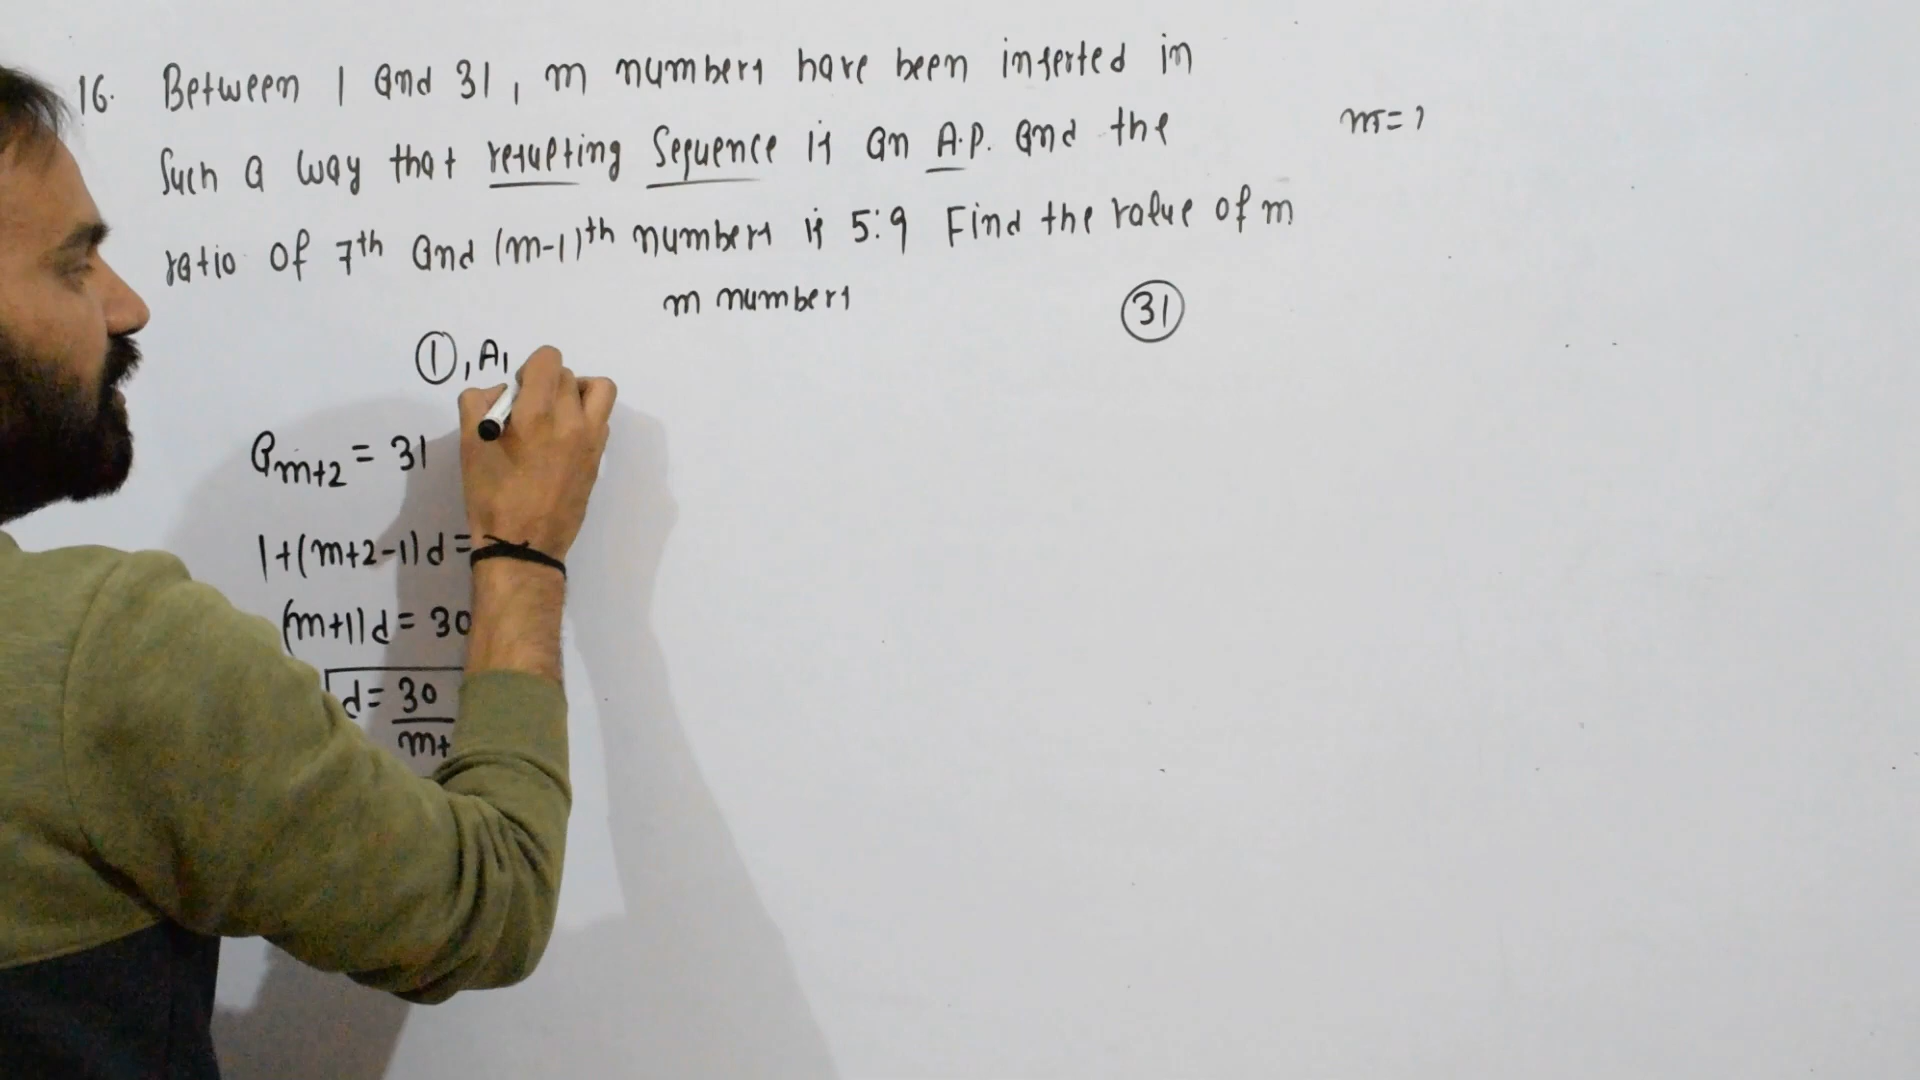 16. Between 1 and 31, m numbers have been inserted in
Such a way that resulting Sequence is an A.P. and the
ratio of 7th and (m-1)th numbers is 5:9 Find the value of m
m = ?
m numbers
31
1, A1
am+2 = 31
1+(m+2-1)d =
(m+1)d = 30
d = 30
m+